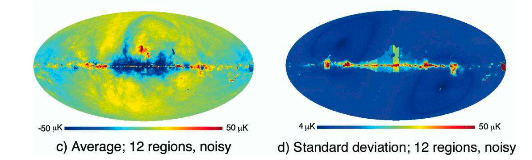 -50 μK 50 μK
4 μK 50 μK
c) Average; 12 regions, noisy
d) Standard deviation; 12 regions, noisy